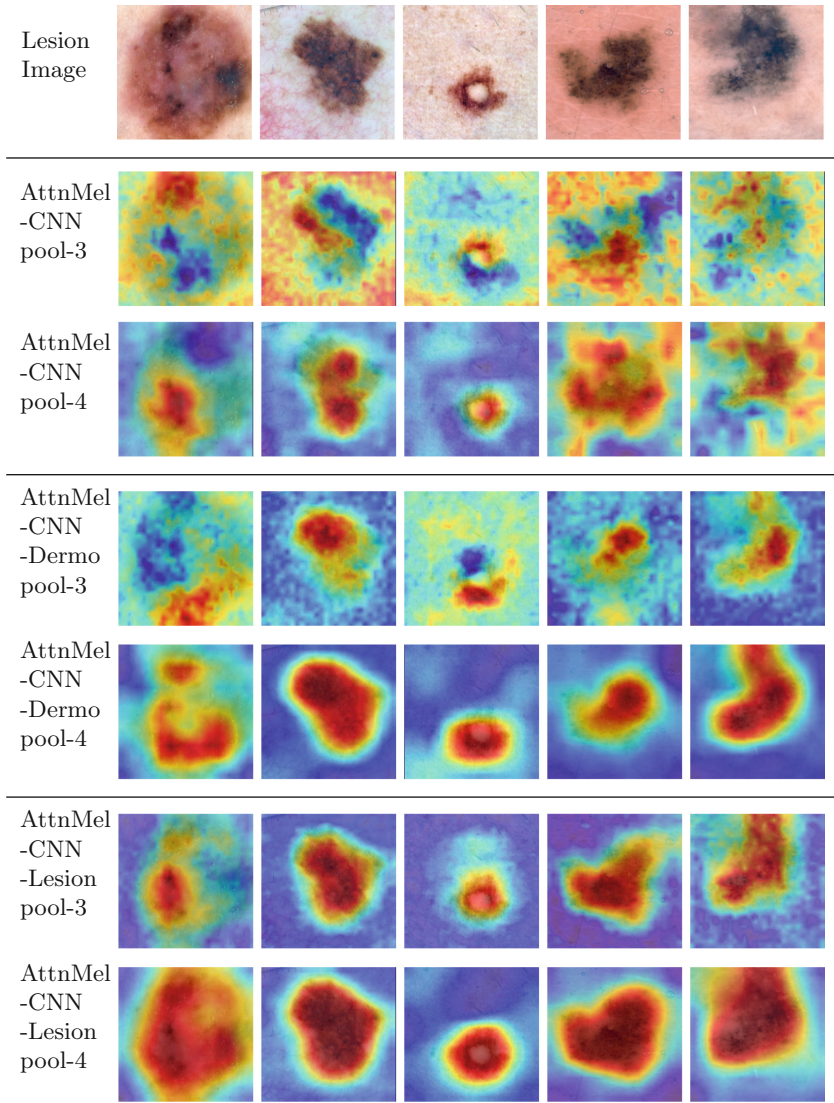 Lesion
Image
AttnMel
-CNN
pool-3
AttnMel
-CNN
pool-4
AttnMel
-CNN
-Dermo
pool-3
AttnMel
-CNN
-Dermo
pool-4
AttnMel
-CNN
-Lesion
pool-3
AttnMel
-CNN
-Lesion
pool-4